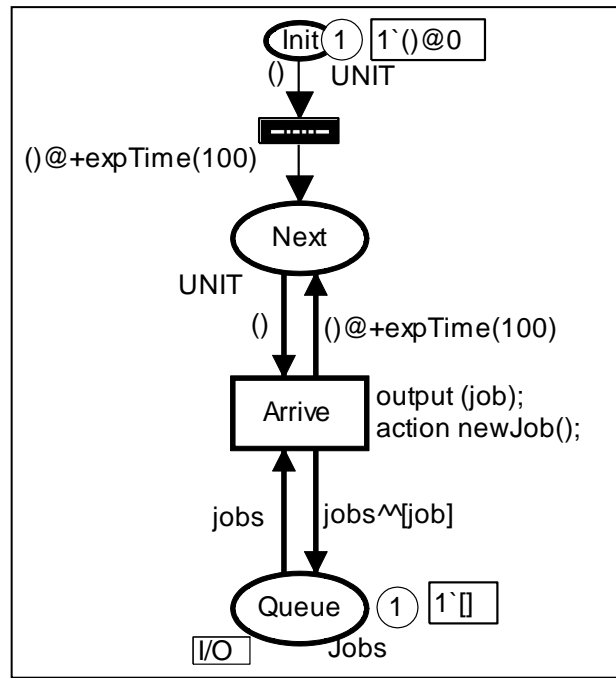 Init 1 1`()@0
() UNIT
()@+expTime(100)
Next
UNIT
() ()@+expTime(100)
Arrive
output (job);
action newJob();
jobs jobs^^[job]
Queue 1 1`[]
I/O Jobs